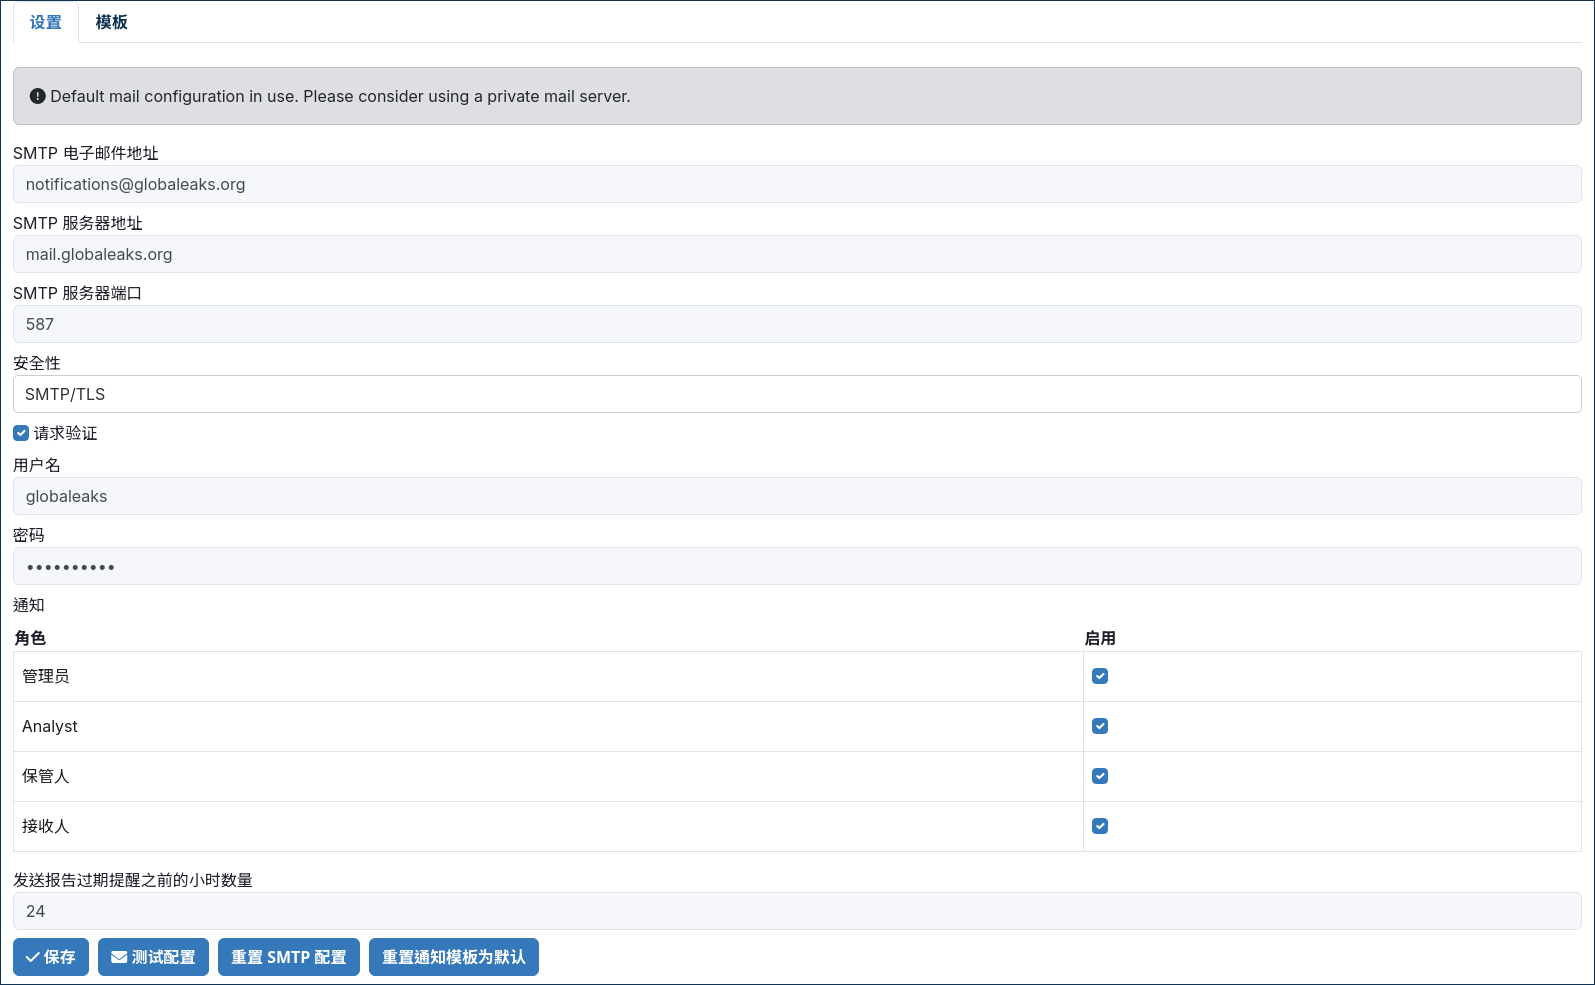 设置 模板
Default mail configuration in use. Please consider using a private mail server.
SMTP 电子邮件地址
notifications@globaleaks.org
SMTP 服务器地址
mail.globaleaks.org
SMTP 服务器端口
587
安全性
SMTP/TLS
请求验证
用户名
globaleaks
密码
••••••••••
通知
角色 启用
管理员
Analyst
保管人
接收人
发送报告过期提醒之前的小时数量
24
保存 测试配置 重置 SMTP 配置 重置通知模板为默认